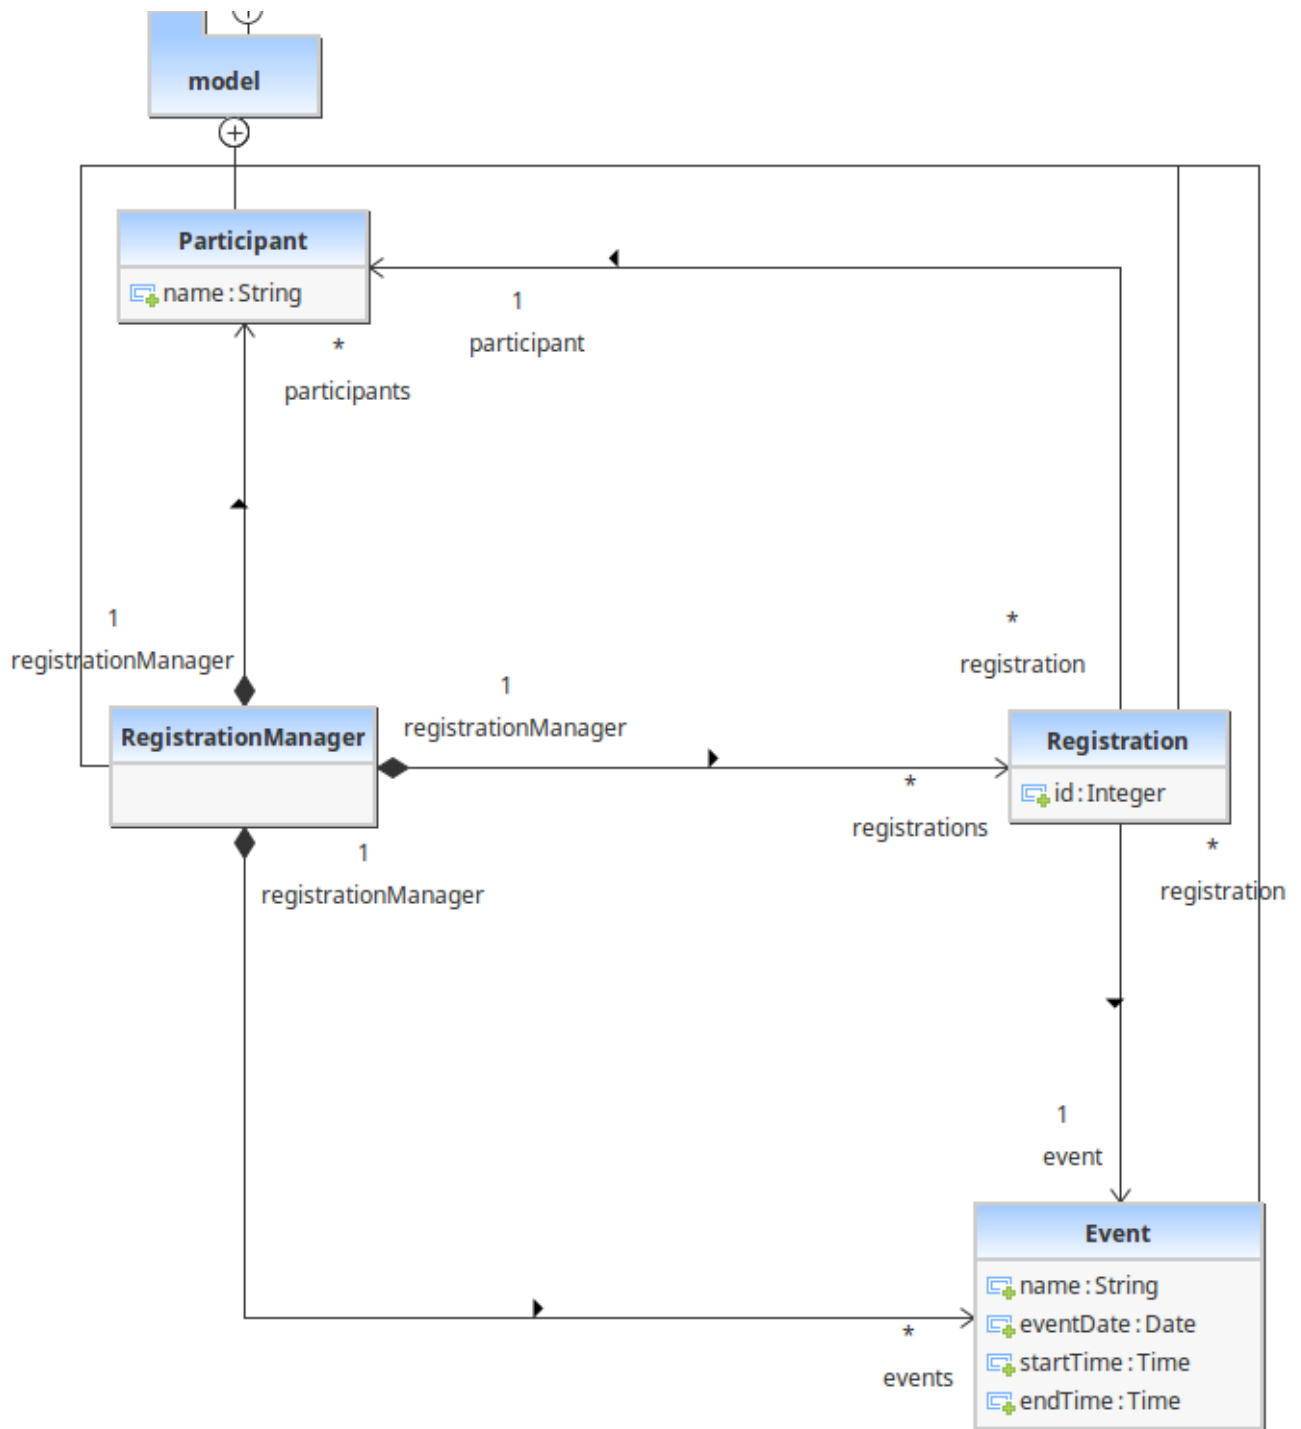 model
Participant
name : String
1
participant
*
participants
1
registrationManager
*
registration
1
registrationManager
RegistrationManager
Registration
id : Integer
*
registrations
1
registrationManager
*
registration
1
event
Event
name : String
eventDate : Date
startTime : Time
endTime : Time
*
events